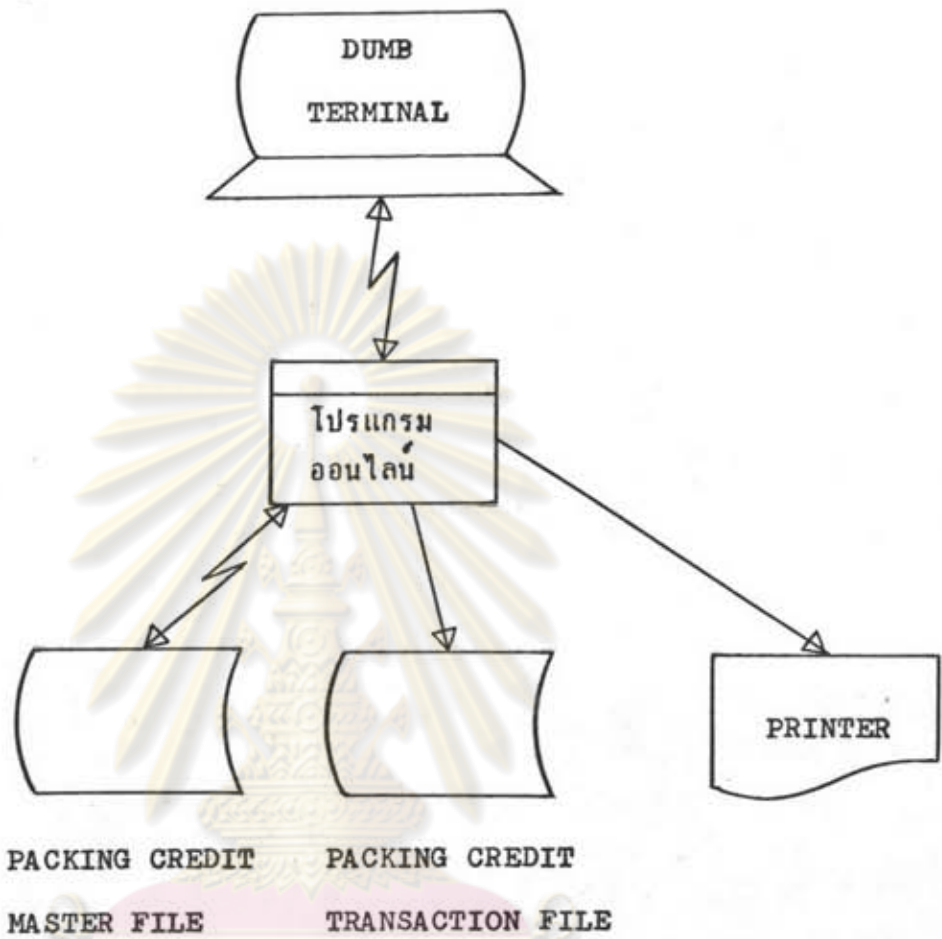 DUMB
TERMINAL
โปรแกรม
ออนไลน์
PRINTER
PACKING CREDIT
MASTER FILE
PACKING CREDIT
TRANSACTION FILE